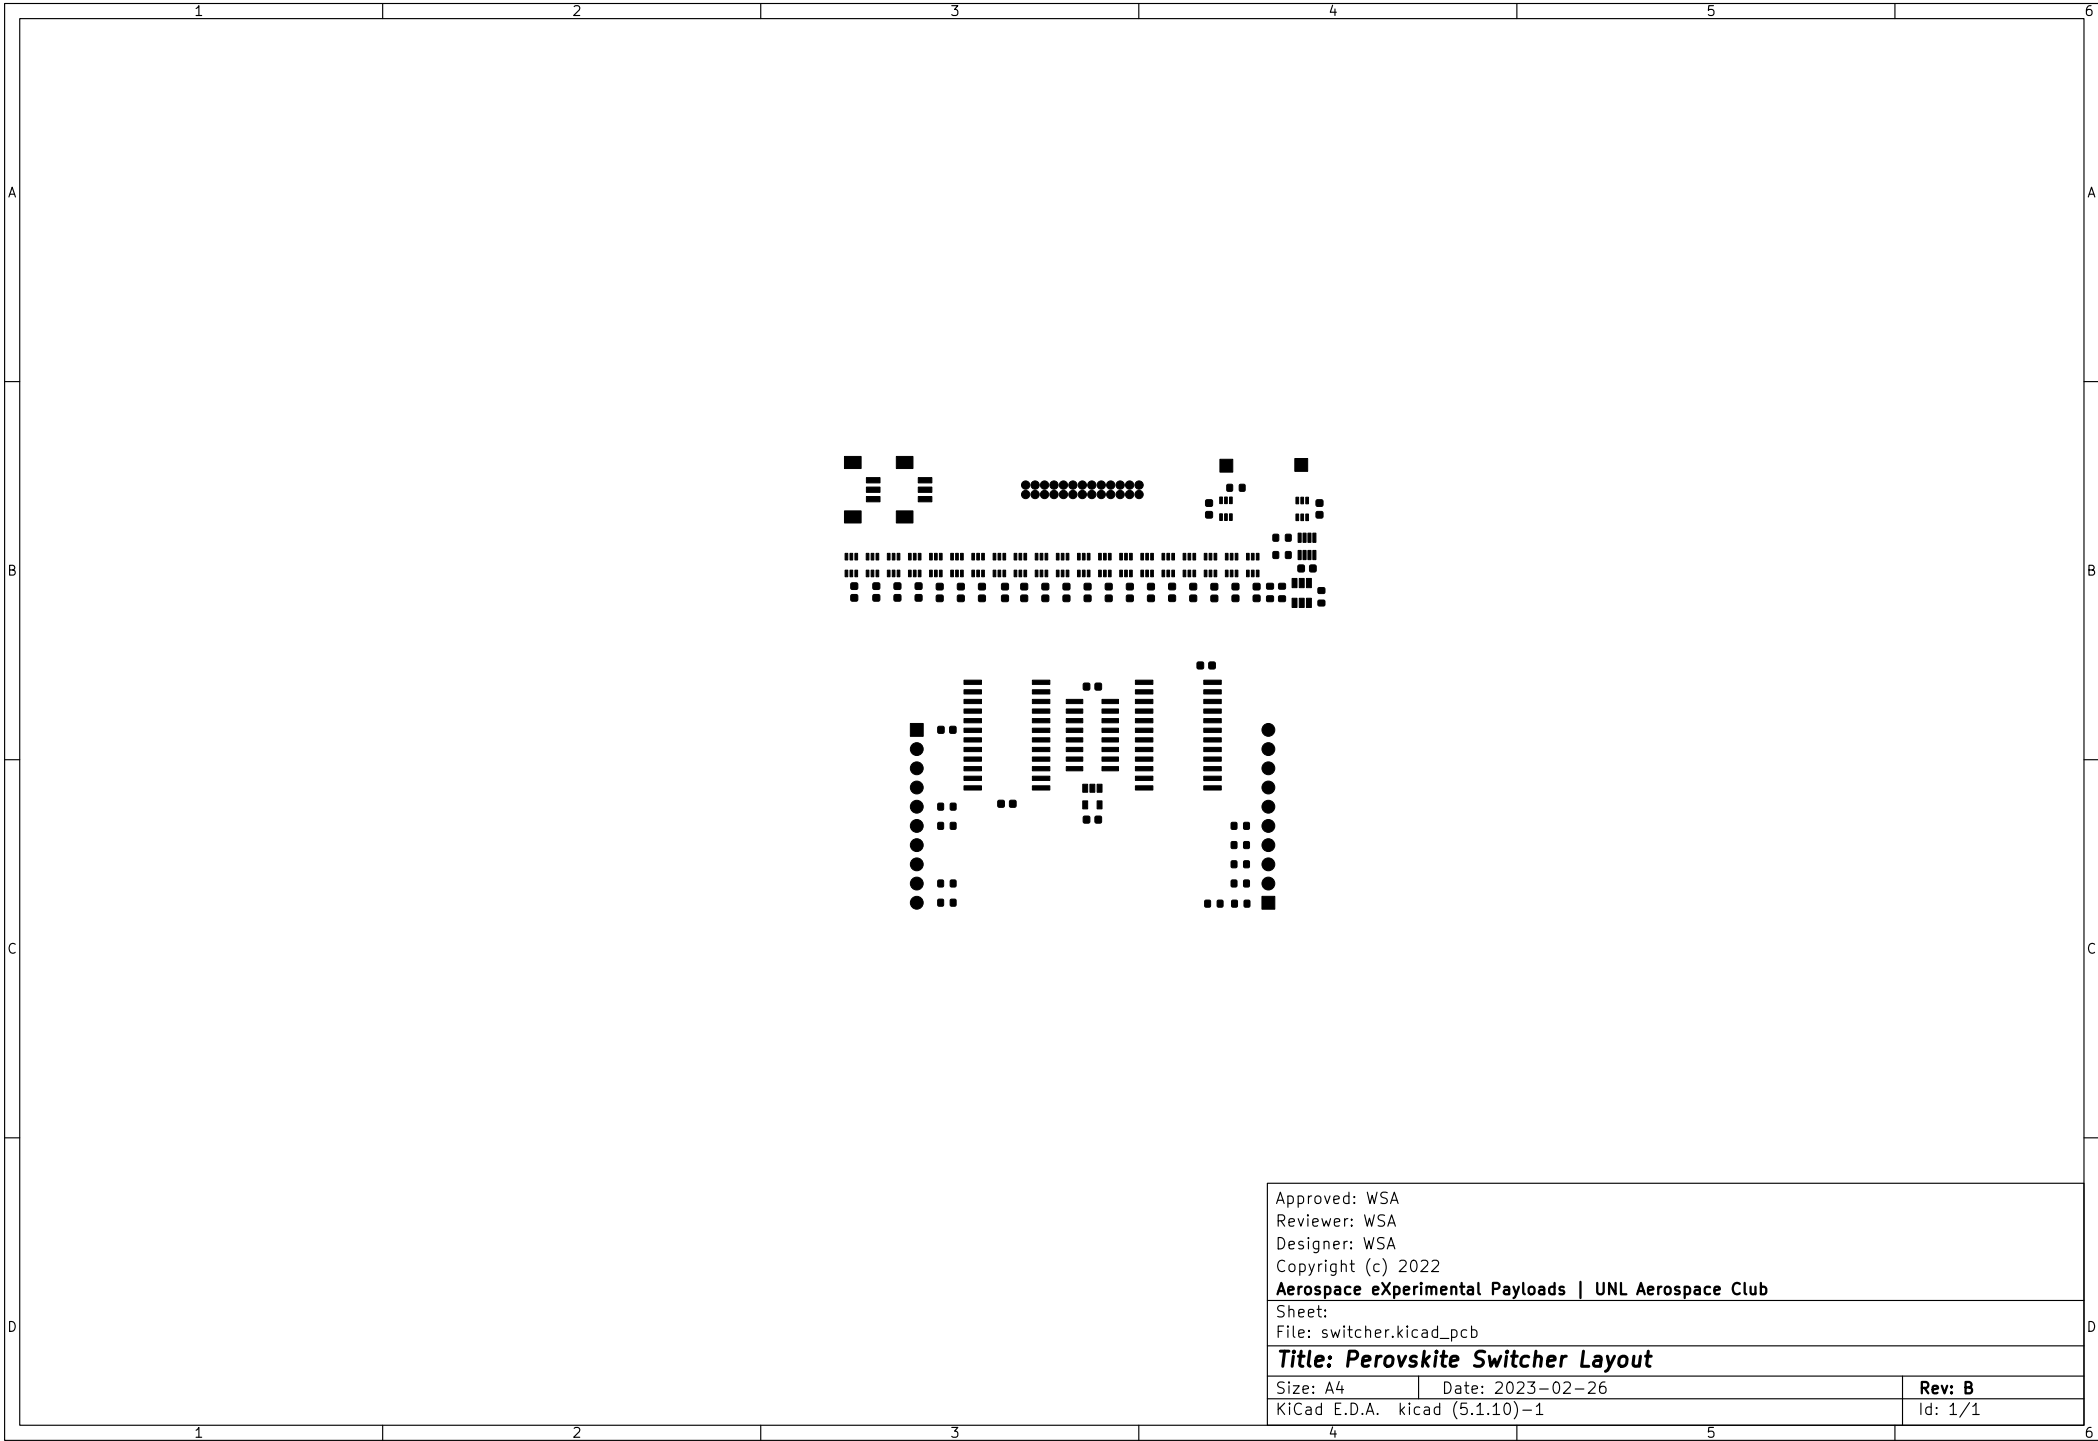 1 2 3 4 5 6
A A
B B
C C
D D
Approved: WSA
Reviewer: WSA
Designer: WSA
Copyright (c) 2022
Aerospace eXperimental Payloads | UNL Aerospace Club
Sheet:
File: switcher.kicad_pcb
Title: Perovskite Switcher Layout
Size: A4 Date: 2023-02-26 Rev: B
KiCad E.D.A. kicad (5.1.10)-1 Id: 1/1
1 2 3 4 5 6